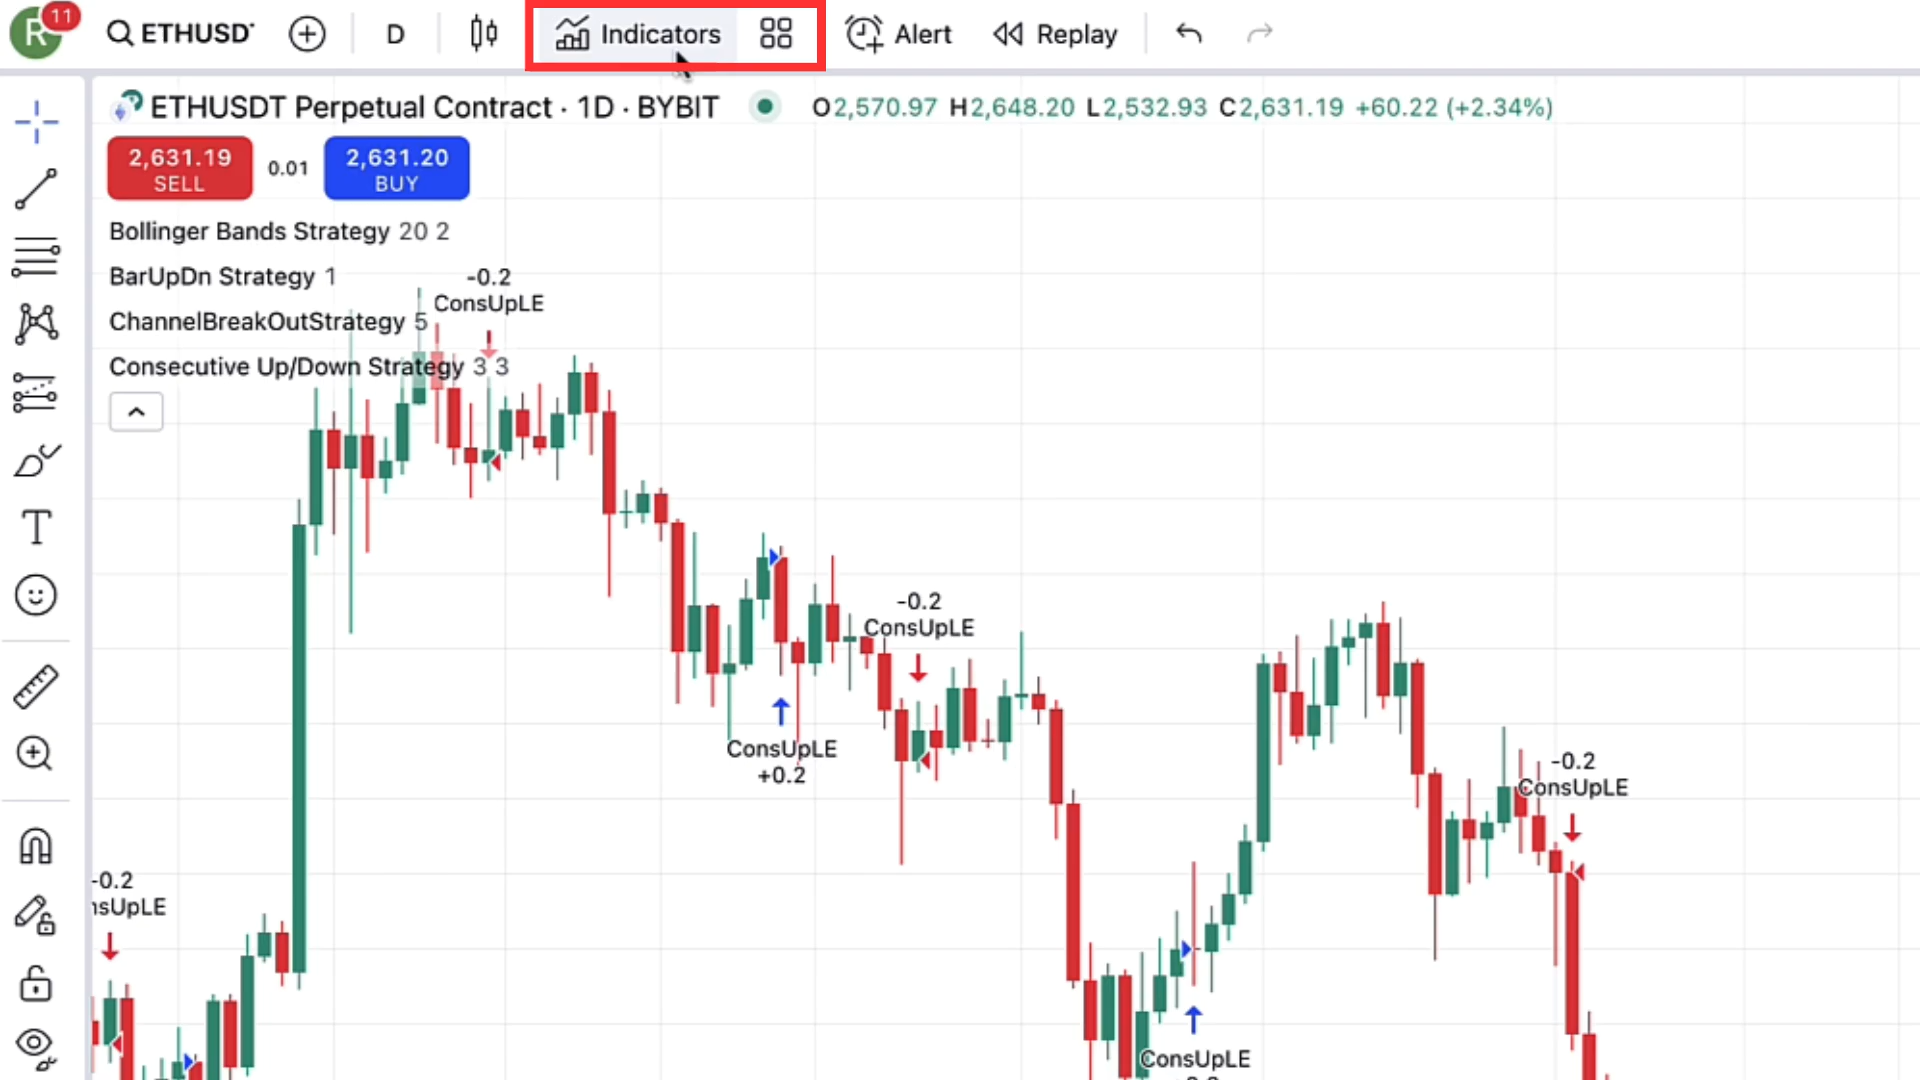 R 11 ETHUSDT D Indicators Alert Replay
ETHUSDT Perpetual Contract · 1D · BYBIT O2,570.97 H2,648.20 L2,532.93 C2,631.19 +60.22 (+2.34%)
2,631.19 0.01 2,631.20
SELL BUY
Bollinger Bands Strategy 20 2
BarUpDn Strategy 1
-0.2
ConsUpLE
ChannelBreakOutStrategy 5
Consecutive Up/Down Strategy 3 3
-0.2
ConsUpLE
ConsUpLE
+0.2
-0.2
ConsUpLE
-0.2
nsUpLE
ConsUpLE